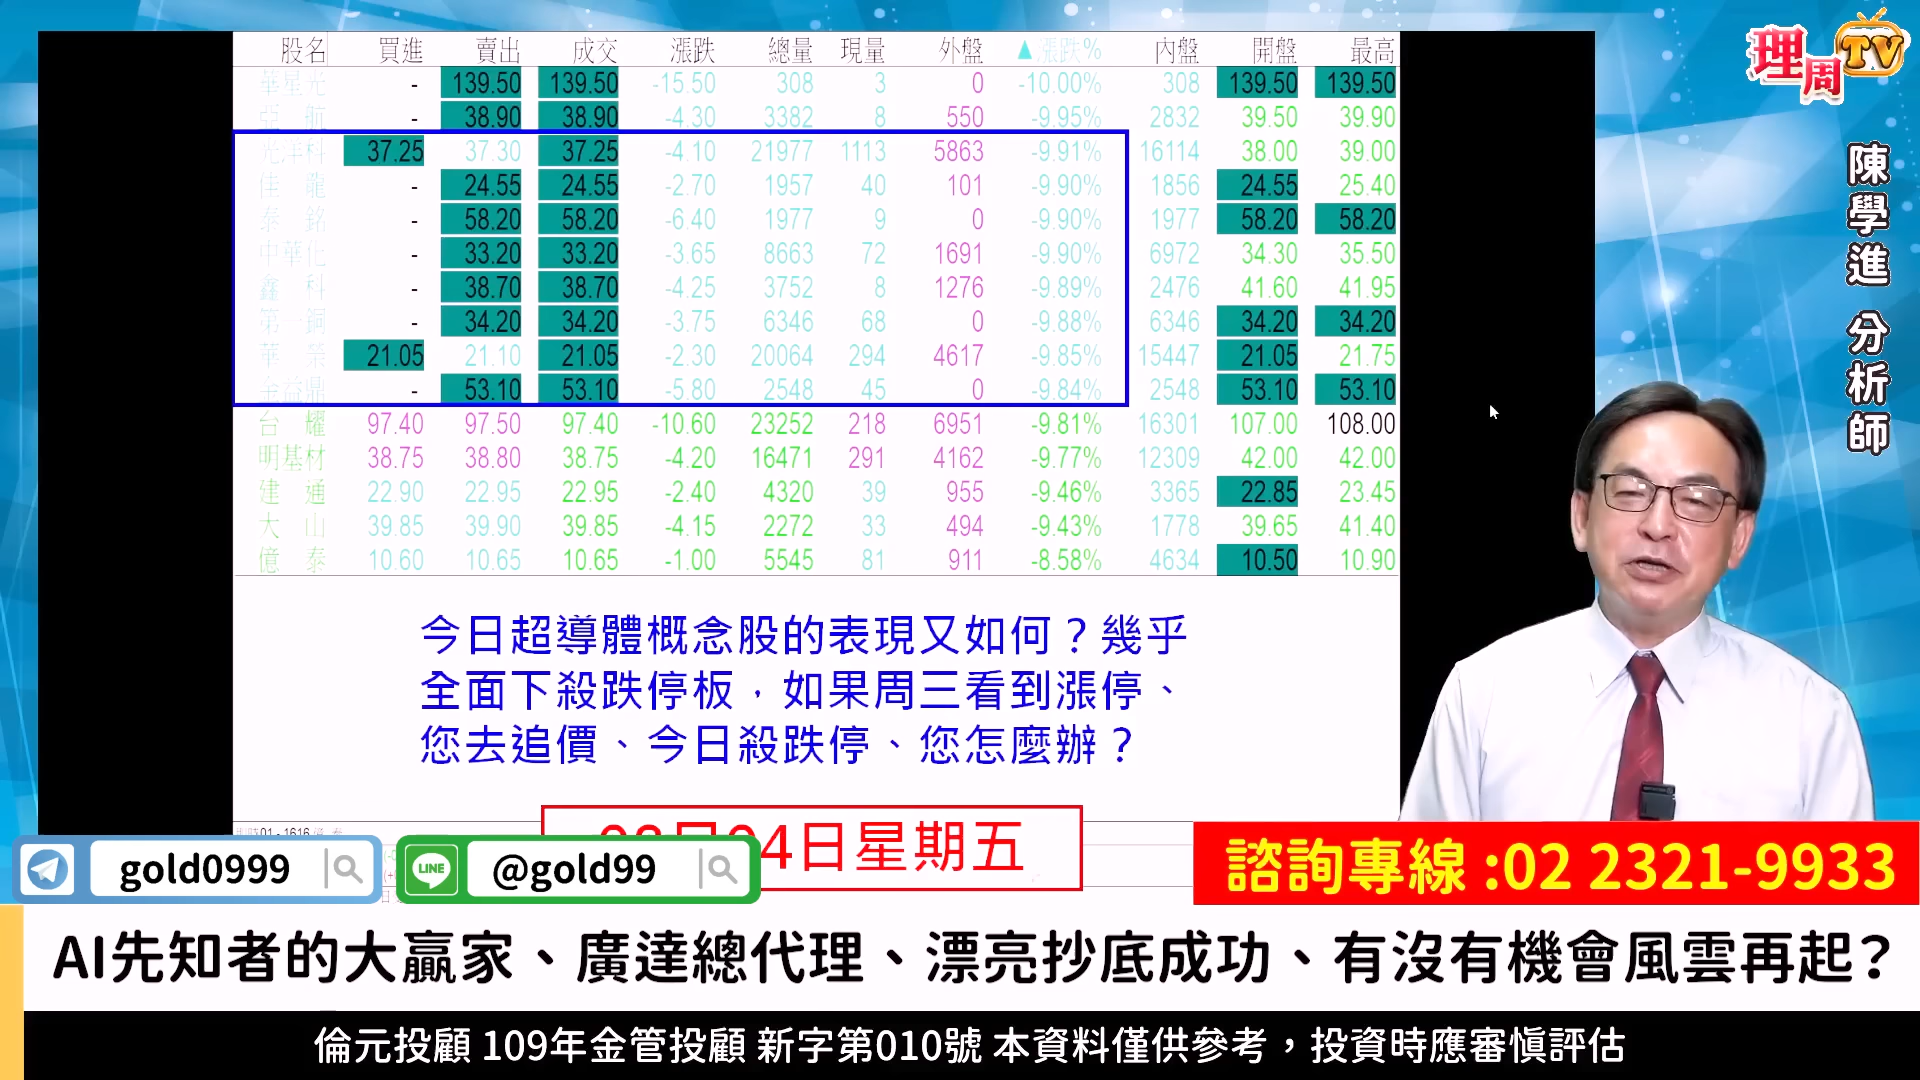 股名 買進 賣出 成交 漲跌 總量 現量 外盤 ▲漲跌% 內盤 開盤 最高
華星光 - 139.50 139.50 -15.50 308 3 0 -10.00% 308 139.50 139.50
亞航 - 38.90 38.90 -4.30 3382 8 550 -9.95% 2832 39.50 39.90
光洋科 37.25 37.30 37.25 -4.10 21977 1113 5863 -9.91% 16114 38.00 39.00
佳龍 - 24.55 24.55 -2.70 1957 40 101 -9.90% 1856 24.55 25.40
泰銘 - 58.20 58.20 -6.40 1977 9 0 -9.90% 1977 58.20 58.20
中華化 - 33.20 33.20 -3.65 8663 72 1691 -9.90% 6972 34.30 35.50
鑫科 - 38.70 38.70 -4.25 3752 8 1276 -9.89% 2476 41.60 41.95
第一銅 - 34.20 34.20 -3.75 6346 68 0 -9.88% 6346 34.20 34.20
華榮 21.05 21.10 21.05 -2.30 20064 294 4617 -9.85% 15447 21.05 21.75
金益鼎 - 53.10 53.10 -5.80 2548 45 0 -9.84% 2548 53.10 53.10
台耀 97.40 97.50 97.40 -10.60 23252 218 6951 -9.81% 16301 107.00 108.00
明基材 38.75 38.80 38.75 -4.20 16471 291 4162 -9.77% 12309 42.00 42.00
建通 22.90 22.95 22.95 -2.40 4320 39 955 -9.46% 3365 22.85 23.45
大山 39.85 39.90 39.85 -4.15 2272 33 494 -9.43% 1778 39.65 41.40
億泰 10.60 10.65 10.65 -1.00 5545 81 911 -8.58% 4634 10.50 10.90
理周TV
陳學進 分析師
今日超導體概念股的表現又如何？幾乎
全面下殺跌停板，如果周三看到漲停、
您去追價、今日殺跌停、您怎麼辦？
4日星期五
gold0999
LINE @gold99
諮詢專線 :02 2321-9933
AI先知者的大贏家、廣達總代理、漂亮抄底成功、有沒有機會風雲再起?
倫元投顧 109年金管投顧 新字第010號 本資料僅供參考，投資時應審慎評估